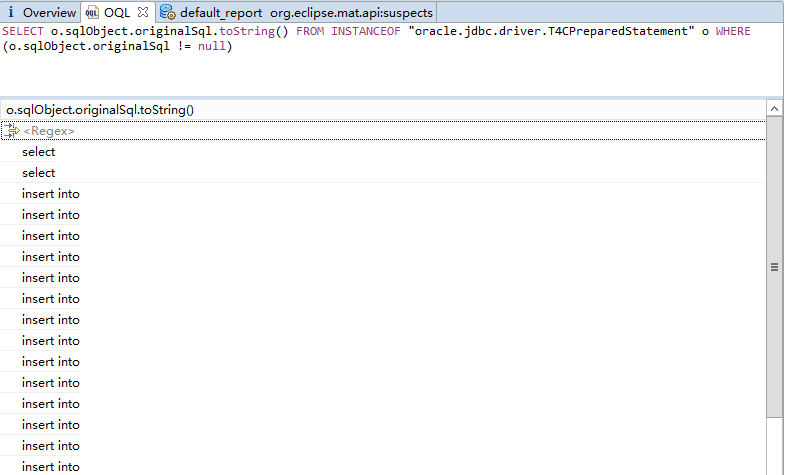 i Overview OQL default_report org.eclipse.mat.api:suspects
SELECT o.sqlObject.originalSql.toString() FROM INSTANCEOF "oracle.jdbc.driver.T4CPreparedStatement" o WHERE
(o.sqlObject.originalSql != null)
o.sqlObject.originalSql.toString()
<Regex>
select
select
insert into
insert into
insert into
insert into
insert into
insert into
insert into
insert into
insert into
insert into
insert into
insert into
insert into
insert into